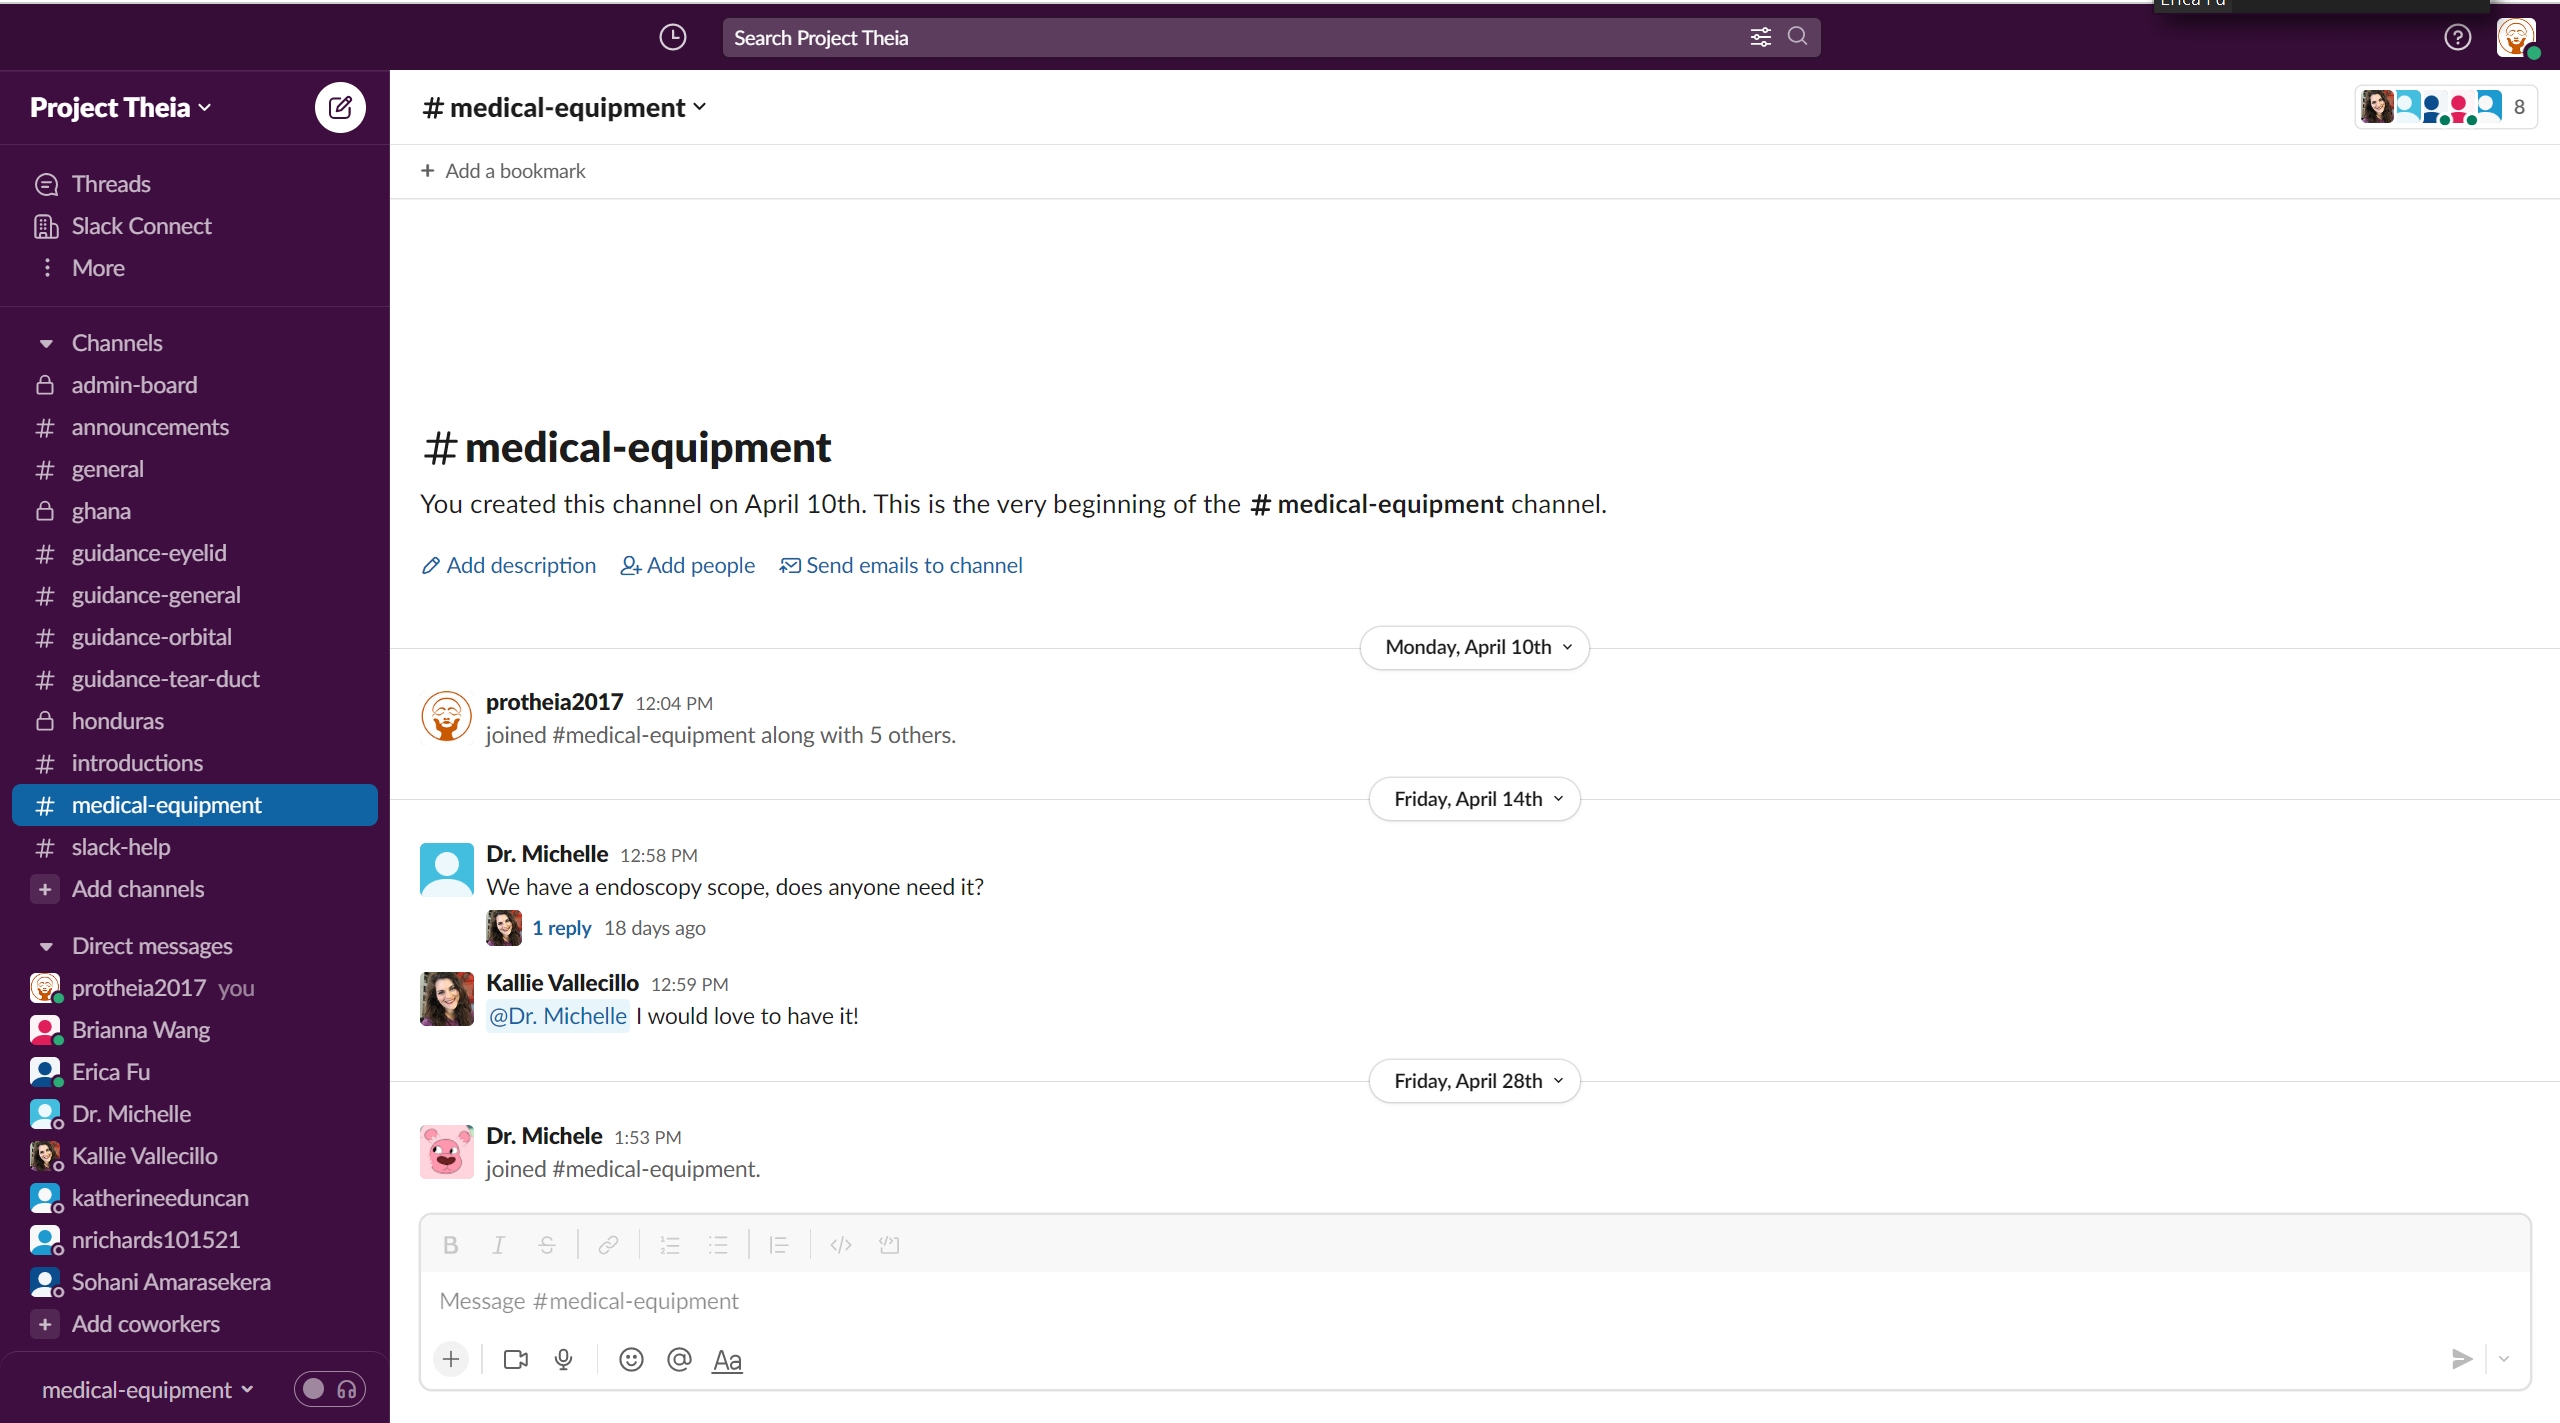 Erica Fu
Search Project Theia
Project Theia
Threads
Slack Connect
More
Channels
admin-board
announcements
general
ghana
guidance-eyelid
guidance-general
guidance-orbital
guidance-tear-duct
honduras
introductions
medical-equipment
slack-help
+ Add channels
Direct messages
protheia2017 you
Brianna Wang
Erica Fu
Dr. Michelle
Kallie Vallecillo
katherineeduncan
nrichards101521
Sohani Amarasekera
+ Add coworkers
medical-equipment
# medical-equipment
8
+ Add a bookmark
# medical-equipment
You created this channel on April 10th. This is the very beginning of the # medical-equipment channel.
Add description Add people Send emails to channel
Monday, April 10th
protheia2017 12:04 PM
joined #medical-equipment along with 5 others.
Friday, April 14th
Dr. Michelle 12:58 PM
We have a endoscopy scope, does anyone need it?
1 reply 18 days ago
Kallie Vallecillo 12:59 PM
@Dr. Michelle I would love to have it!
Friday, April 28th
Dr. Michele 1:53 PM
joined #medical-equipment.
B I S
Message #medical-equipment
+ @ Aa